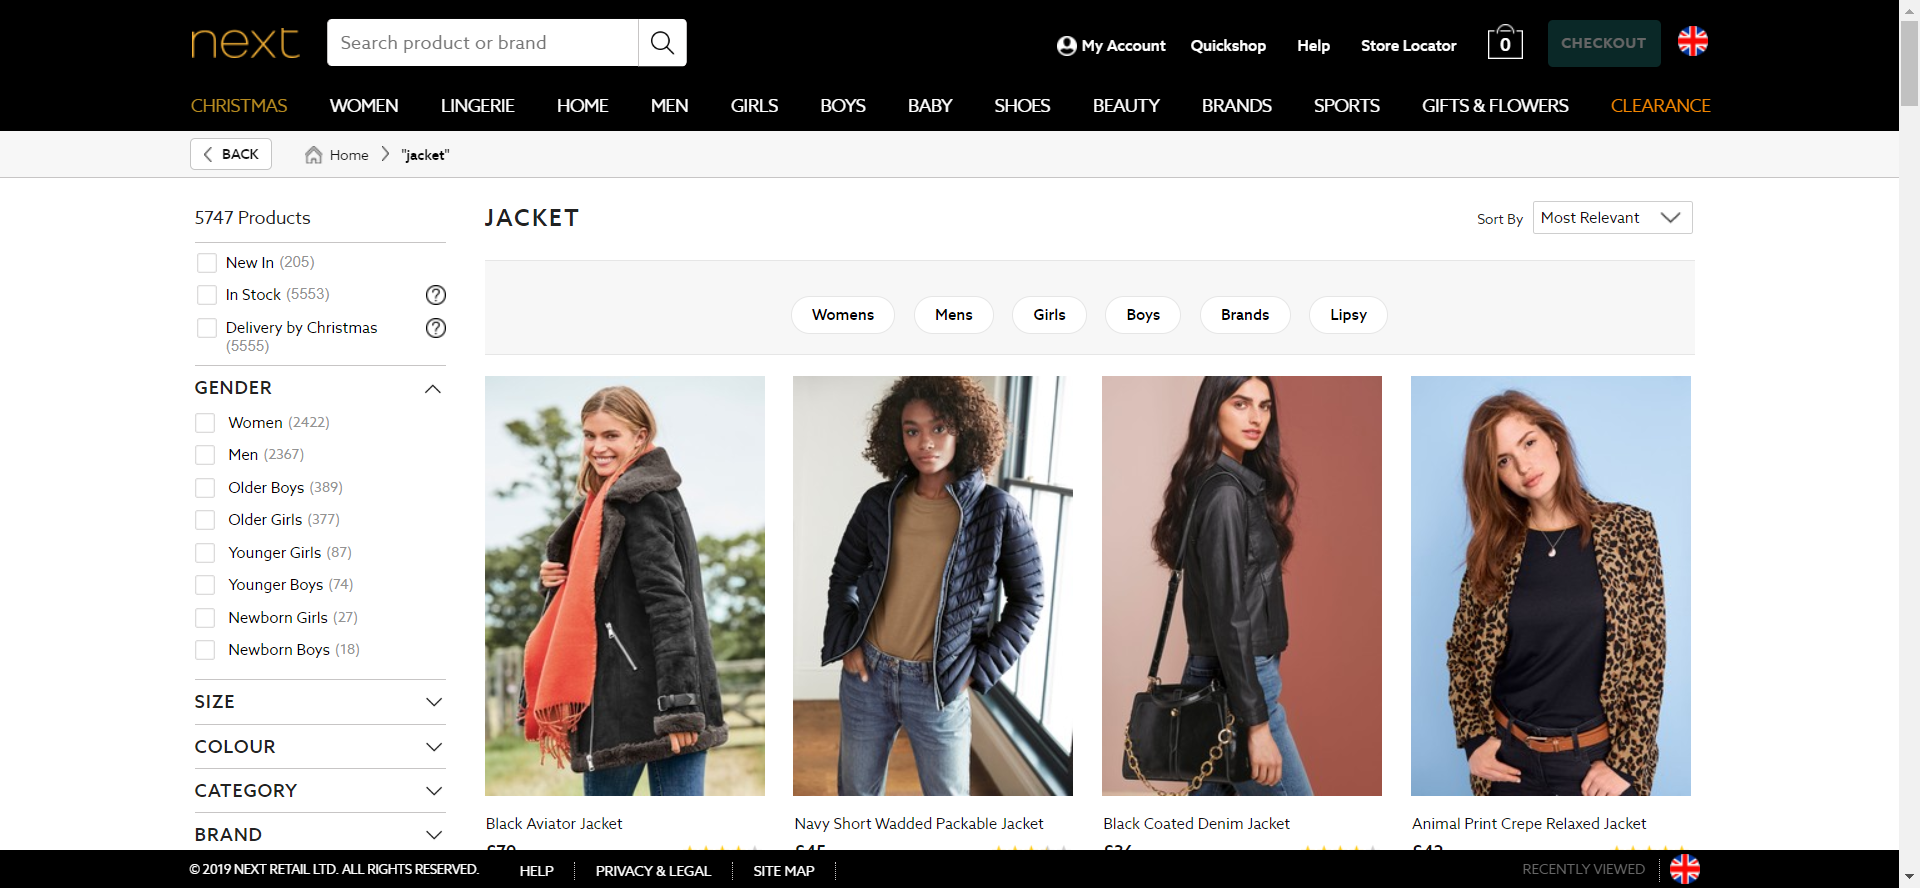 next
Search product or brand
My Account
Quickshop
Help
Store Locator
0
CHECKOUT
CHRISTMAS
WOMEN
LINGERIE
HOME
MEN
GIRLS
BOYS
BABY
SHOES
BEAUTY
BRANDS
SPORTS
GIFTS & FLOWERS
CLEARANCE
BACK
Home
"jacket"
5747 Products
JACKET
Sort By
Most Relevant
New In (205)
In Stock (5553)
?
Delivery by Christmas
(5555)
?
GENDER
Women (2422)
Men (2367)
Older Boys (389)
Older Girls (377)
Younger Girls (87)
Younger Boys (74)
Newborn Girls (27)
Newborn Boys (18)
SIZE
COLOUR
CATEGORY
BRAND
Womens
Mens
Girls
Boys
Brands
Lipsy
Black Aviator Jacket
Navy Short Wadded Packable Jacket
Black Coated Denim Jacket
Animal Print Crepe Relaxed Jacket
© 2019 NEXT RETAIL LTD. ALL RIGHTS RESERVED.
HELP
PRIVACY & LEGAL
SITE MAP
RECENTLY VIEWED